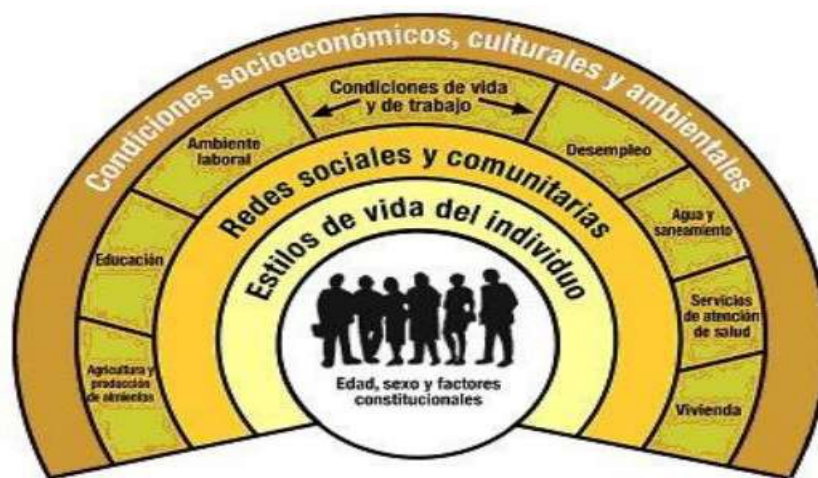 Condiciones socioeconómicos, culturales y ambientales
Condiciones de vida
y de trabajo
Ambiente
laboral
Desempleo
Redes sociales y comunitarias
Agua y
saneamiento
Estilos de vida del individuo
Educación
Servicios
de atención
de salud
Agricultura y
producción
de almientos
Edad, sexo y factores
constitucionales
Vivienda